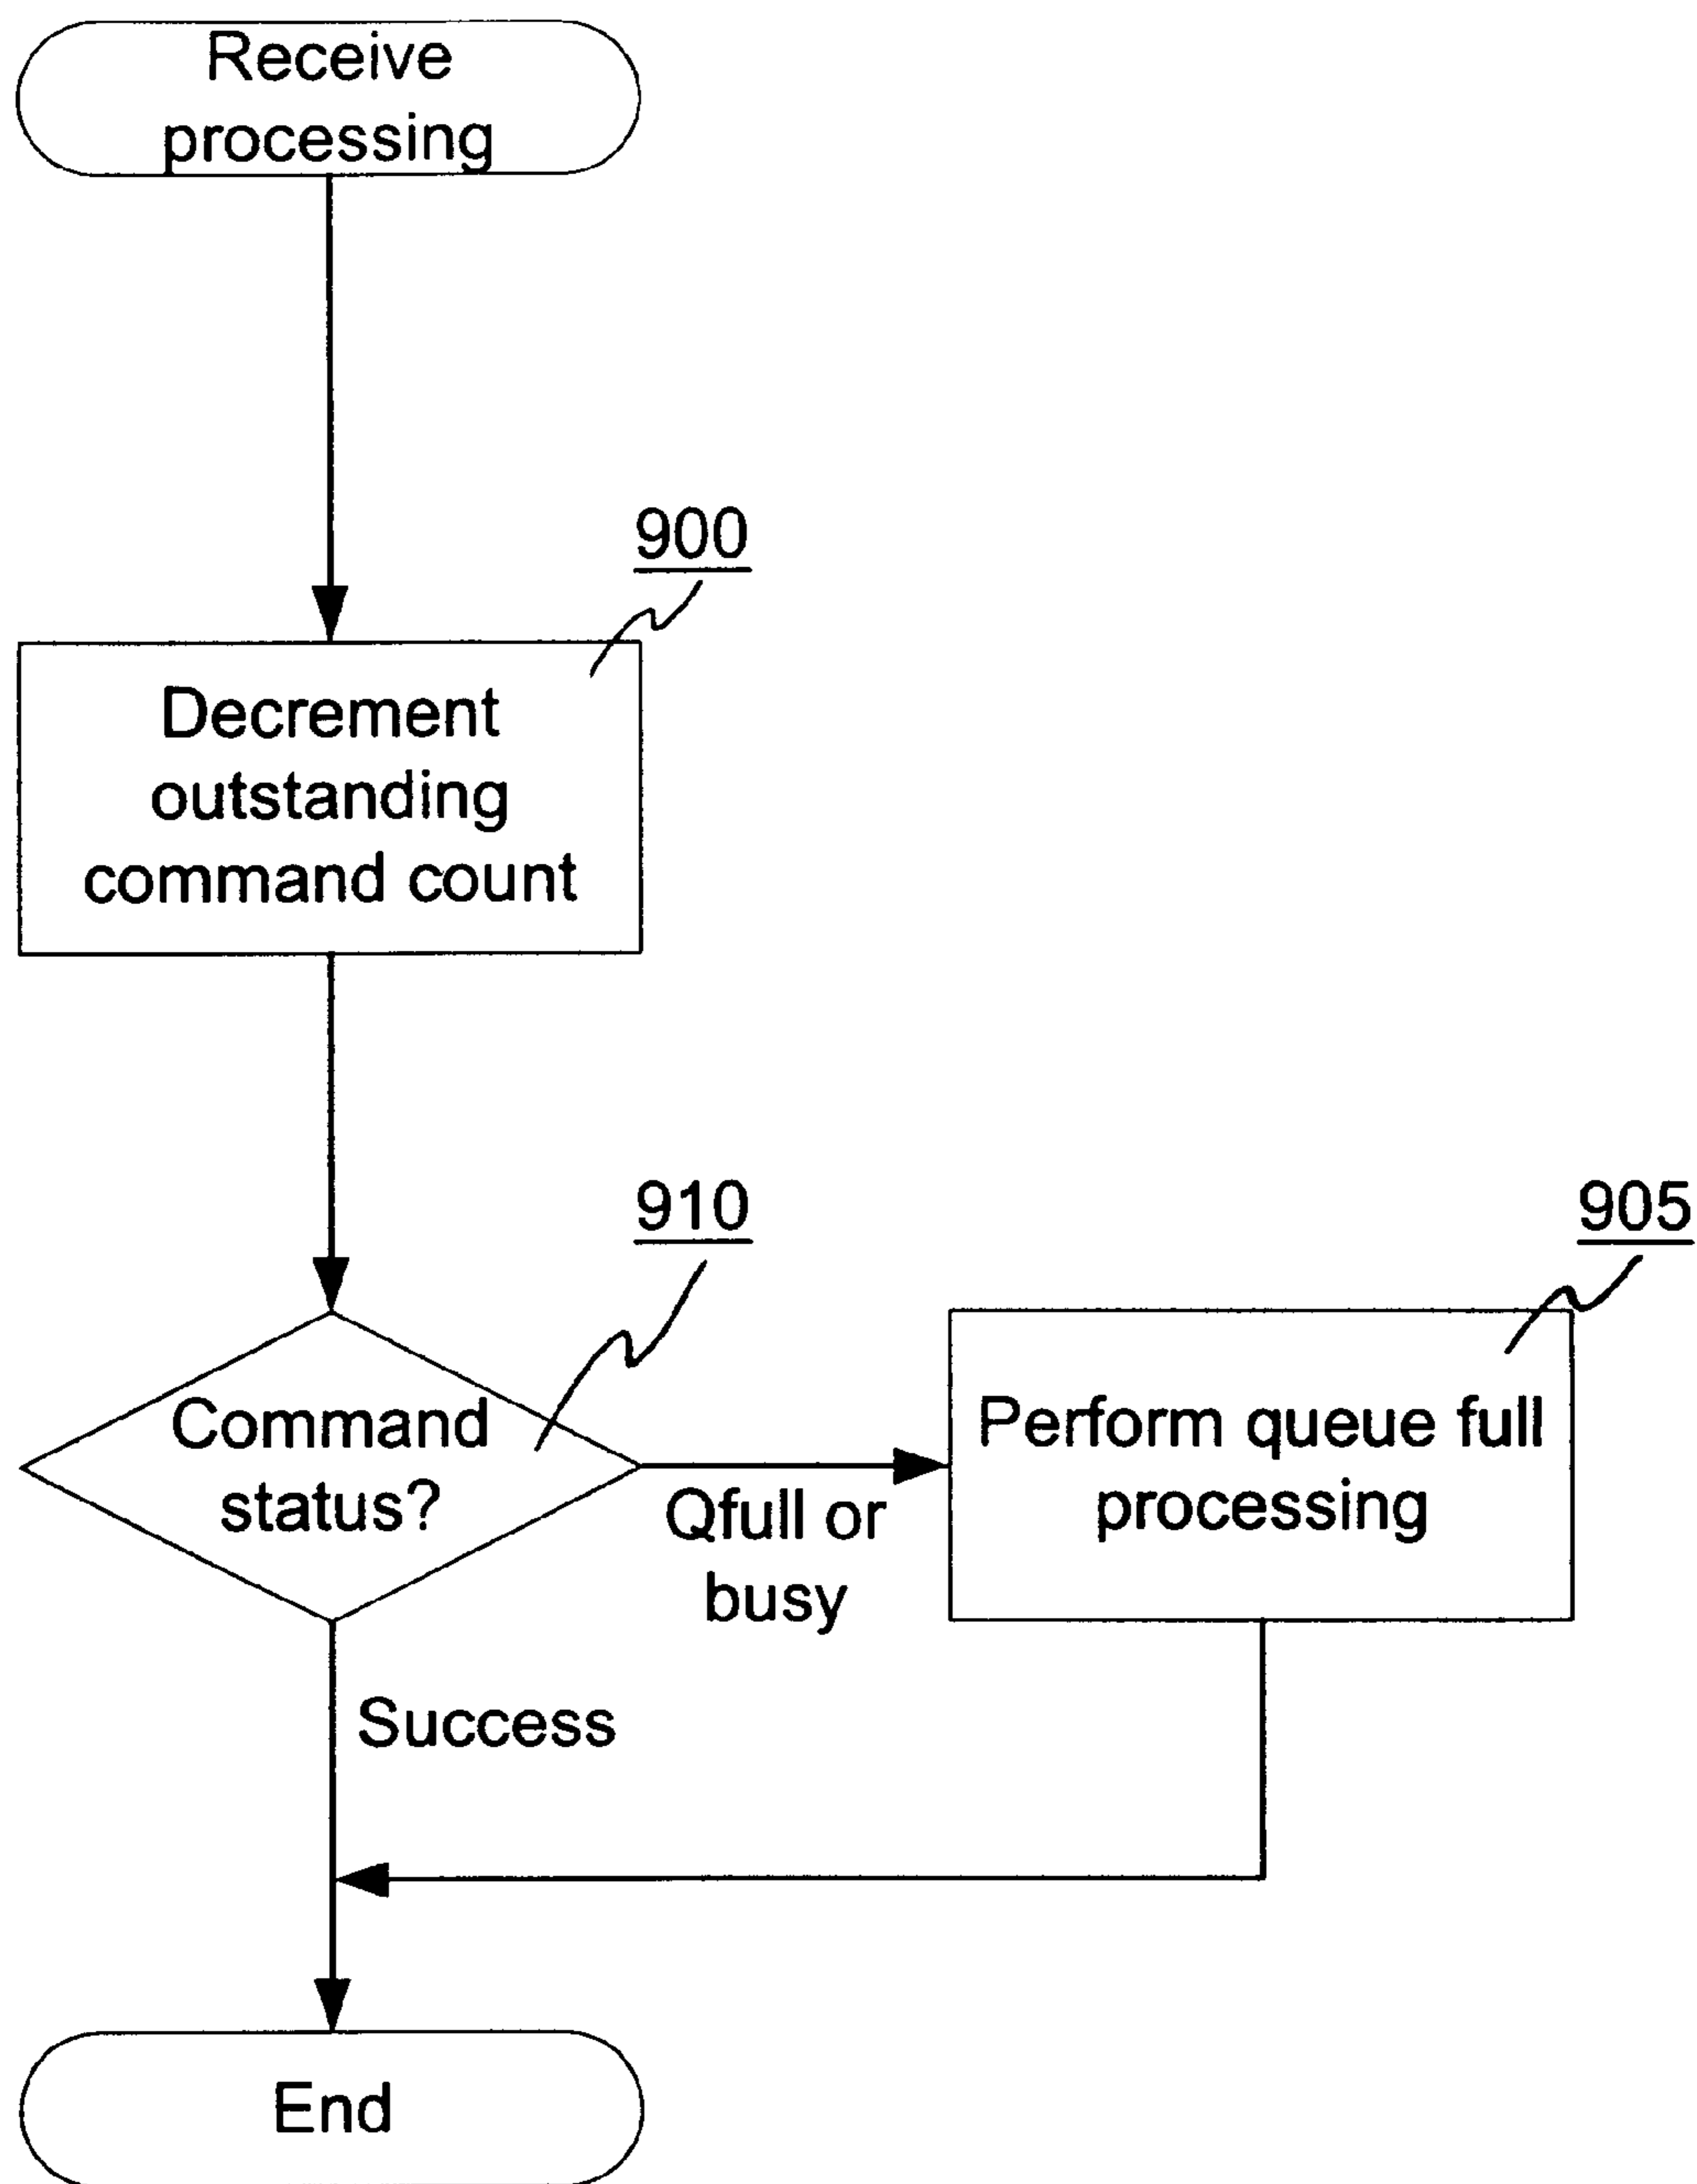 Receive
processing
900
Decrement
outstanding
command count
910
905
Command
status?
Qfull or
busy
Perform queue full
processing
Success
End